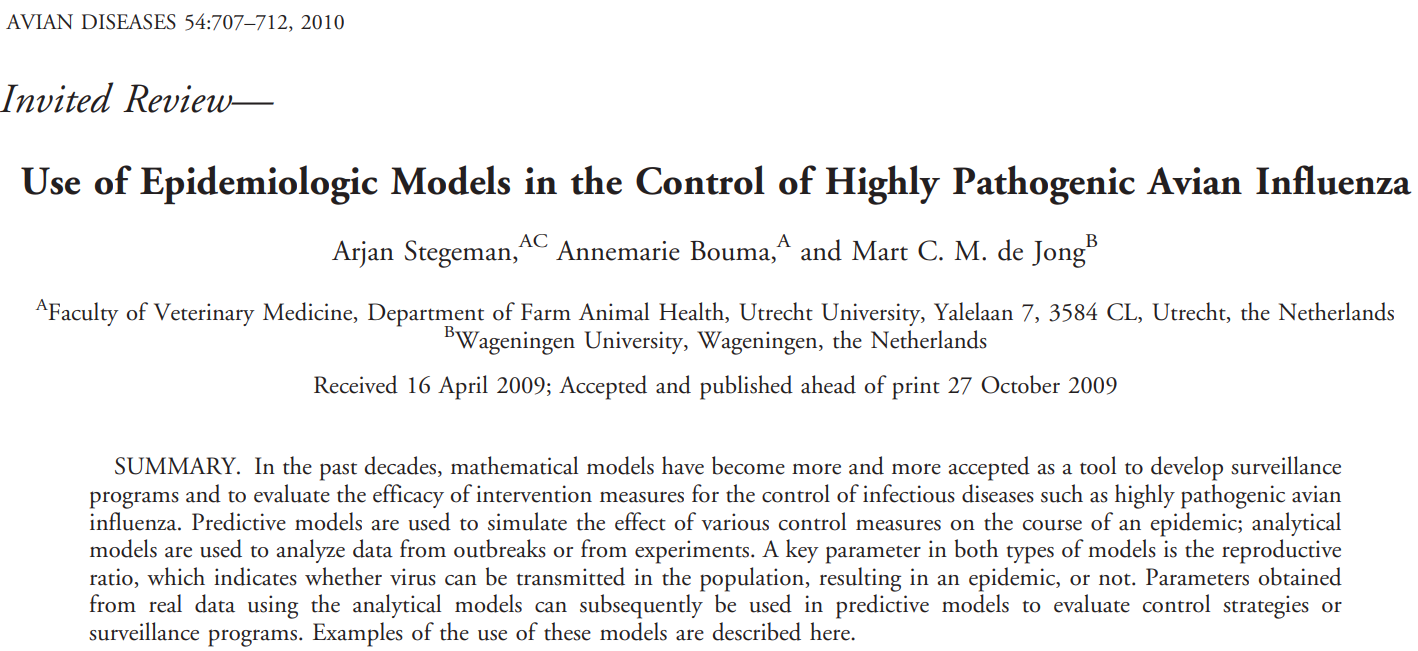 AVIAN DISEASES 54:707–712, 2010
Invited Review—
Use of Epidemiologic Models in the Control of Highly Pathogenic Avian Influenza
Arjan Stegeman,AC Annemarie Bouma,A and Mart C. M. de JongB
AFaculty of Veterinary Medicine, Department of Farm Animal Health, Utrecht University, Yalelaan 7, 3584 CL, Utrecht, the Netherlands
BWageningen University, Wageningen, the Netherlands
Received 16 April 2009; Accepted and published ahead of print 27 October 2009
SUMMARY. In the past decades, mathematical models have become more and more accepted as a tool to develop surveillance
programs and to evaluate the efficacy of intervention measures for the control of infectious diseases such as highly pathogenic avian
influenza. Predictive models are used to simulate the effect of various control measures on the course of an epidemic; analytical
models are used to analyze data from outbreaks or from experiments. A key parameter in both types of models is the reproductive
ratio, which indicates whether virus can be transmitted in the population, resulting in an epidemic, or not. Parameters obtained
from real data using the analytical models can subsequently be used in predictive models to evaluate control strategies or
surveillance programs. Examples of the use of these models are described here.